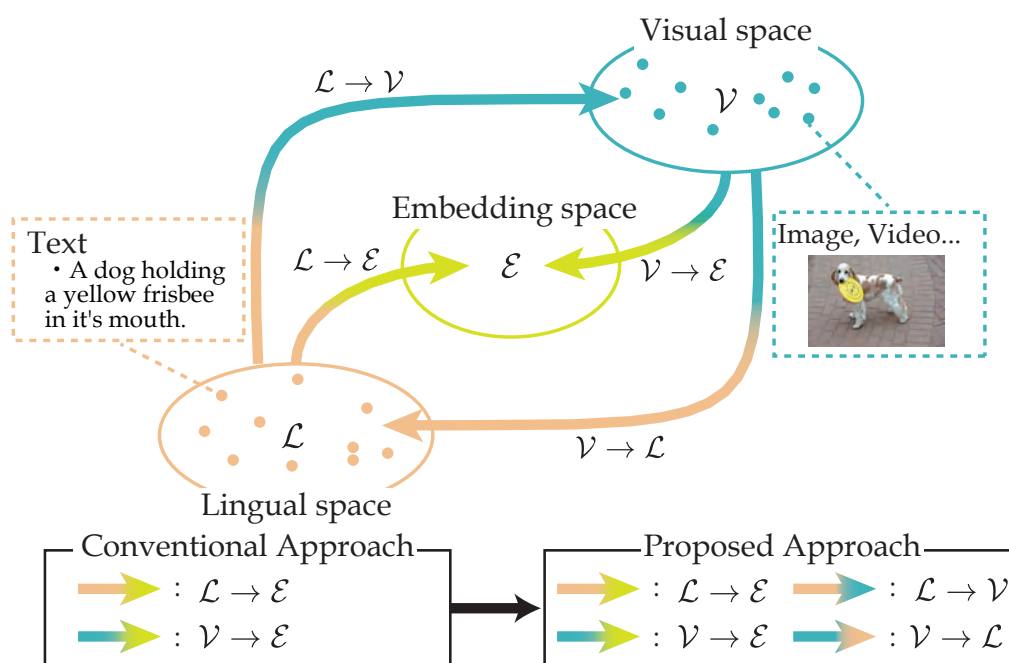 Visual space
ℒ → 𝒱
𝒱
Embedding space
Text
・ A dog holding
a yellow frisbee
in it's mouth.
ℒ → ℰ
ℰ
𝒱 → ℰ
Image, Video...
ℒ
𝒱 → ℒ
Lingual space
Conventional Approach
: ℒ → ℰ
: 𝒱 → ℰ
Proposed Approach
: ℒ → ℰ : ℒ → 𝒱
: 𝒱 → ℰ : 𝒱 → ℒ